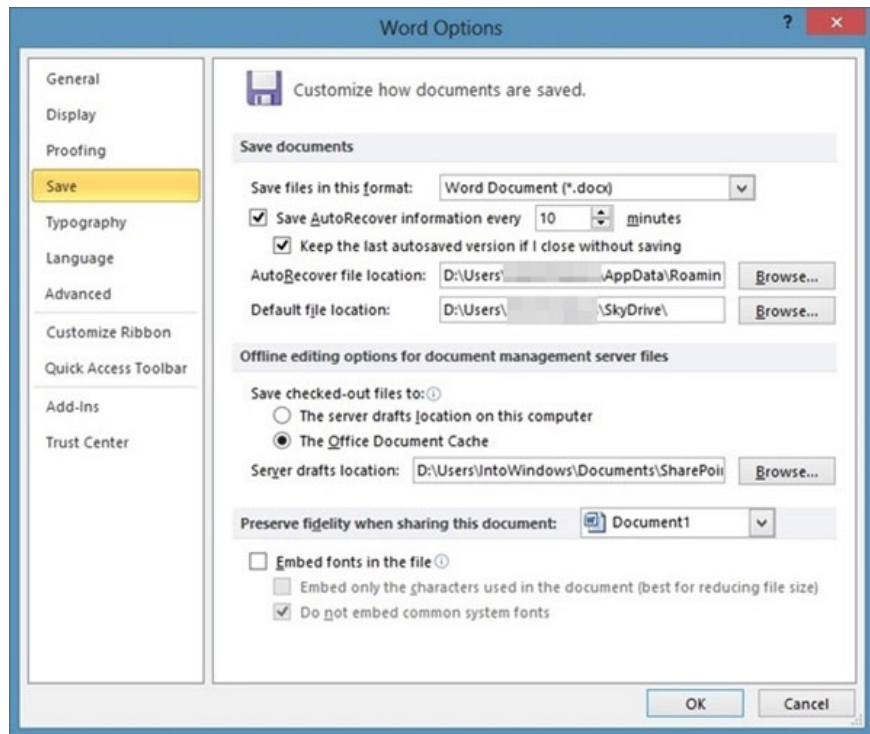 Word Options
?
General
Display
Proofing
Save
Typography
Language
Advanced
Customize Ribbon
Quick Access Toolbar
Add-Ins
Trust Center
Customize how documents are saved.
Save documents
Save files in this format: Word Document (*.docx)
Save AutoRecover information every 10 minutes
Keep the last autosaved version if I close without saving
AutoRecover file location: D:\Users\ \AppData\Roamin Browse...
Default file location: D:\Users\ \SkyDrive\ Browse...
Offline editing options for document management server files
Save checked-out files to:
The server drafts location on this computer
The Office Document Cache
Server drafts location: D:\Users\IntoWindows\Documents\SharePoin Browse...
Preserve fidelity when sharing this document: Document1
Embed fonts in the file
Embed only the characters used in the document (best for reducing file size)
Do not embed common system fonts
OK Cancel